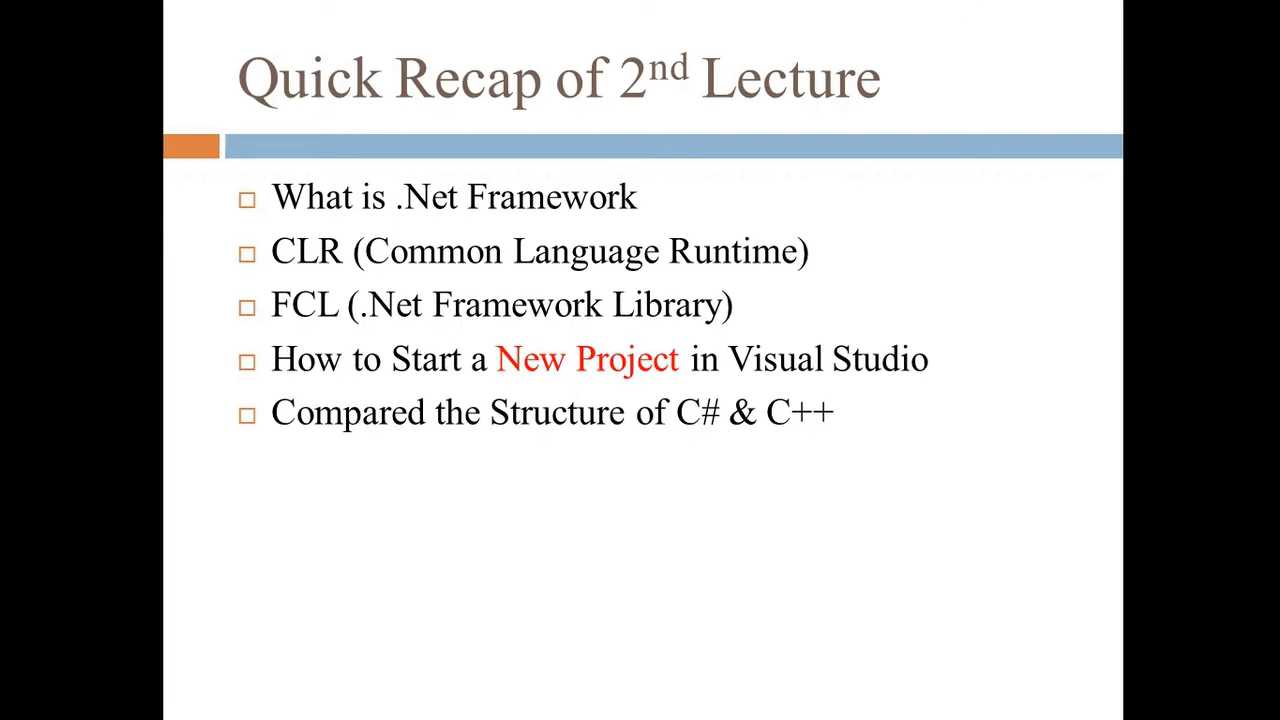 Quick Recap of 2nd Lecture
What is .Net Framework
CLR (Common Language Runtime)
FCL (.Net Framework Library)
How to Start a New Project in Visual Studio
Compared the Structure of C# & C++